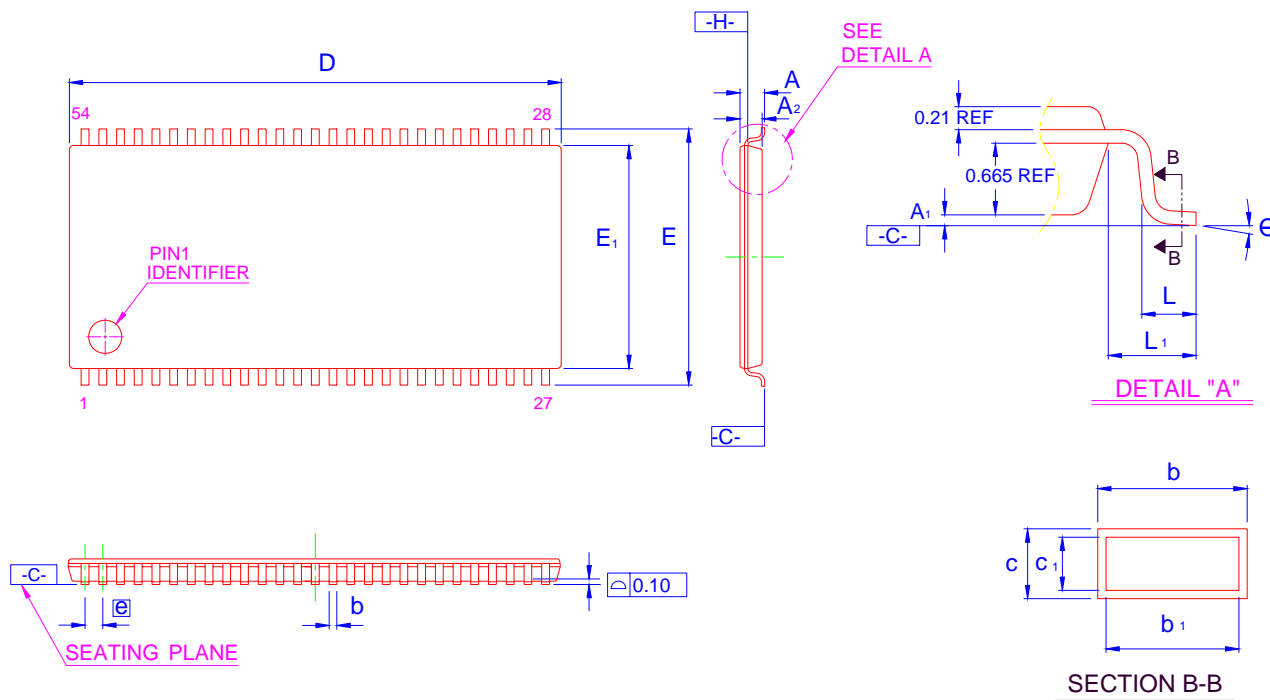 -H-
SEE
DETAIL A
D
A
A2
54
28
0.21 REF
B
0.665 REF
E1
E
A1
-C-
e
PIN1
IDENTIFIER
B
L
L1
1
27
DETAIL "A"
-C-
b
-C-
0.10
c
c1
e
b
b1
SEATING PLANE
SECTION B-B